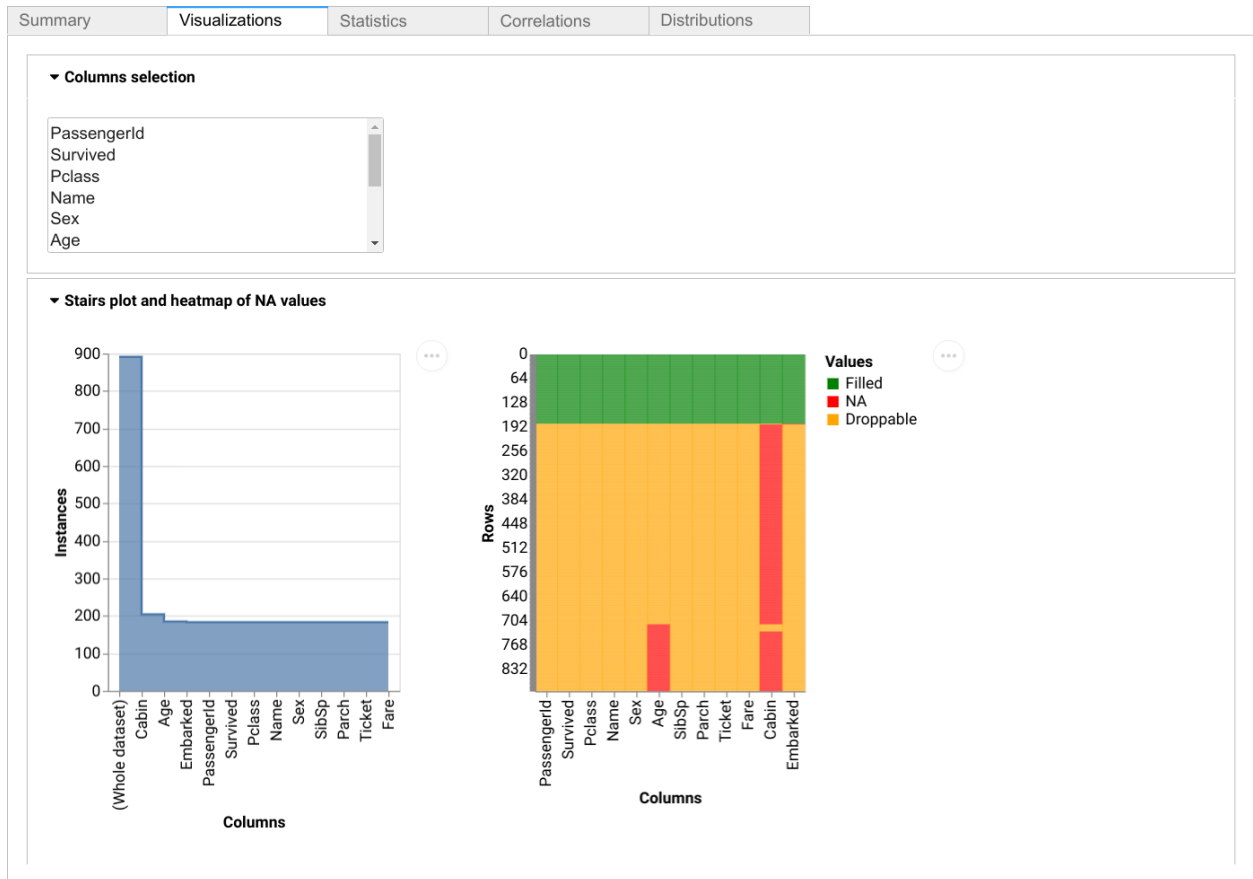 Summary
Visualizations
Statistics
Correlations
Distributions
Columns selection
PassengerId
Survived
Pclass
Name
Sex
Age
Stairs plot and heatmap of NA values
900
800
700
600
500
400
300
200
100
0
Instances
(Whole dataset)
Cabin
Age
Embarked
PassengerId
Survived
Pclass
Name
Sex
SibSp
Parch
Ticket
Fare
Columns
0
64
128
192
256
320
384
448
512
576
640
704
768
832
Rows
PassengerId
Survived
Pclass
Name
Sex
Age
SibSp
Parch
Ticket
Fare
Cabin
Embarked
Columns
Values
Filled
NA
Droppable